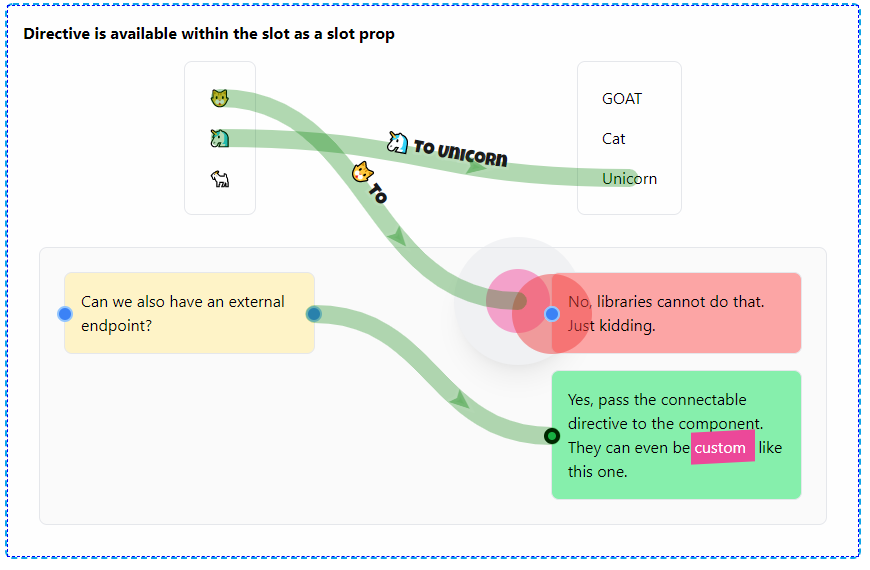 Directive is available within the slot as a slot prop
GOAT
Cat
Unicorn
TO UNICORN
TO
Can we also have an external
endpoint?
No, libraries cannot do that.
Just kidding.
Yes, pass the connectable
directive to the component.
They can even be custom like
this one.